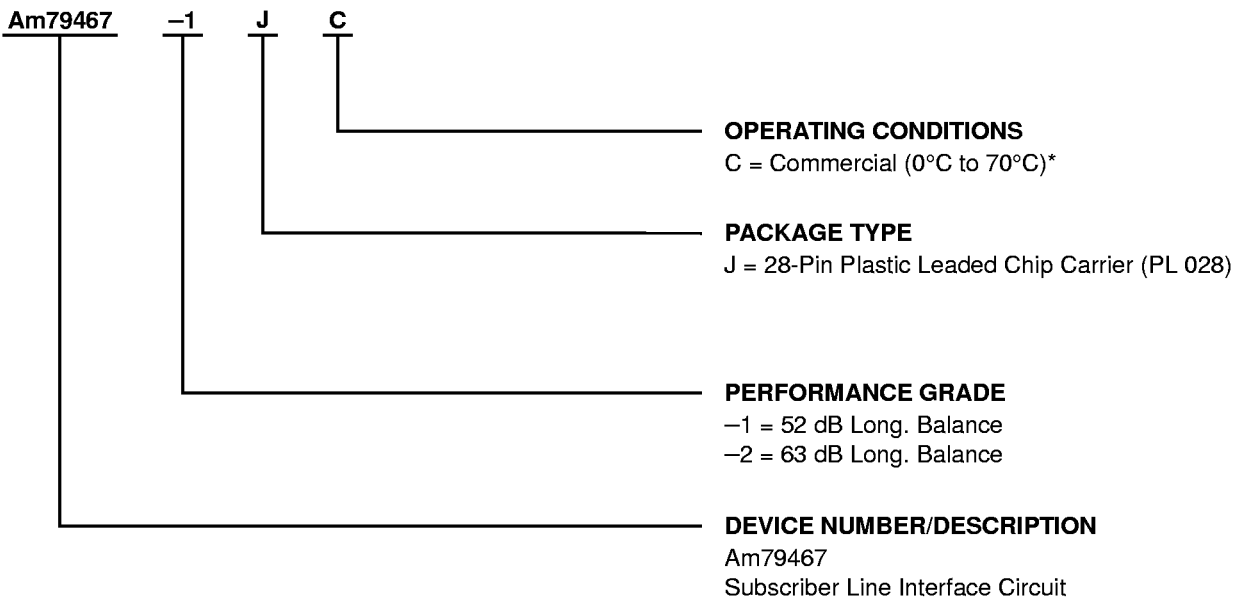 Am79467 –1 J C
OPERATING CONDITIONS
C = Commercial (0°C to 70°C)*
PACKAGE TYPE
J = 28-Pin Plastic Leaded Chip Carrier (PL 028)
PERFORMANCE GRADE
–1 = 52 dB Long. Balance
–2 = 63 dB Long. Balance
DEVICE NUMBER/DESCRIPTION
Am79467
Subscriber Line Interface Circuit